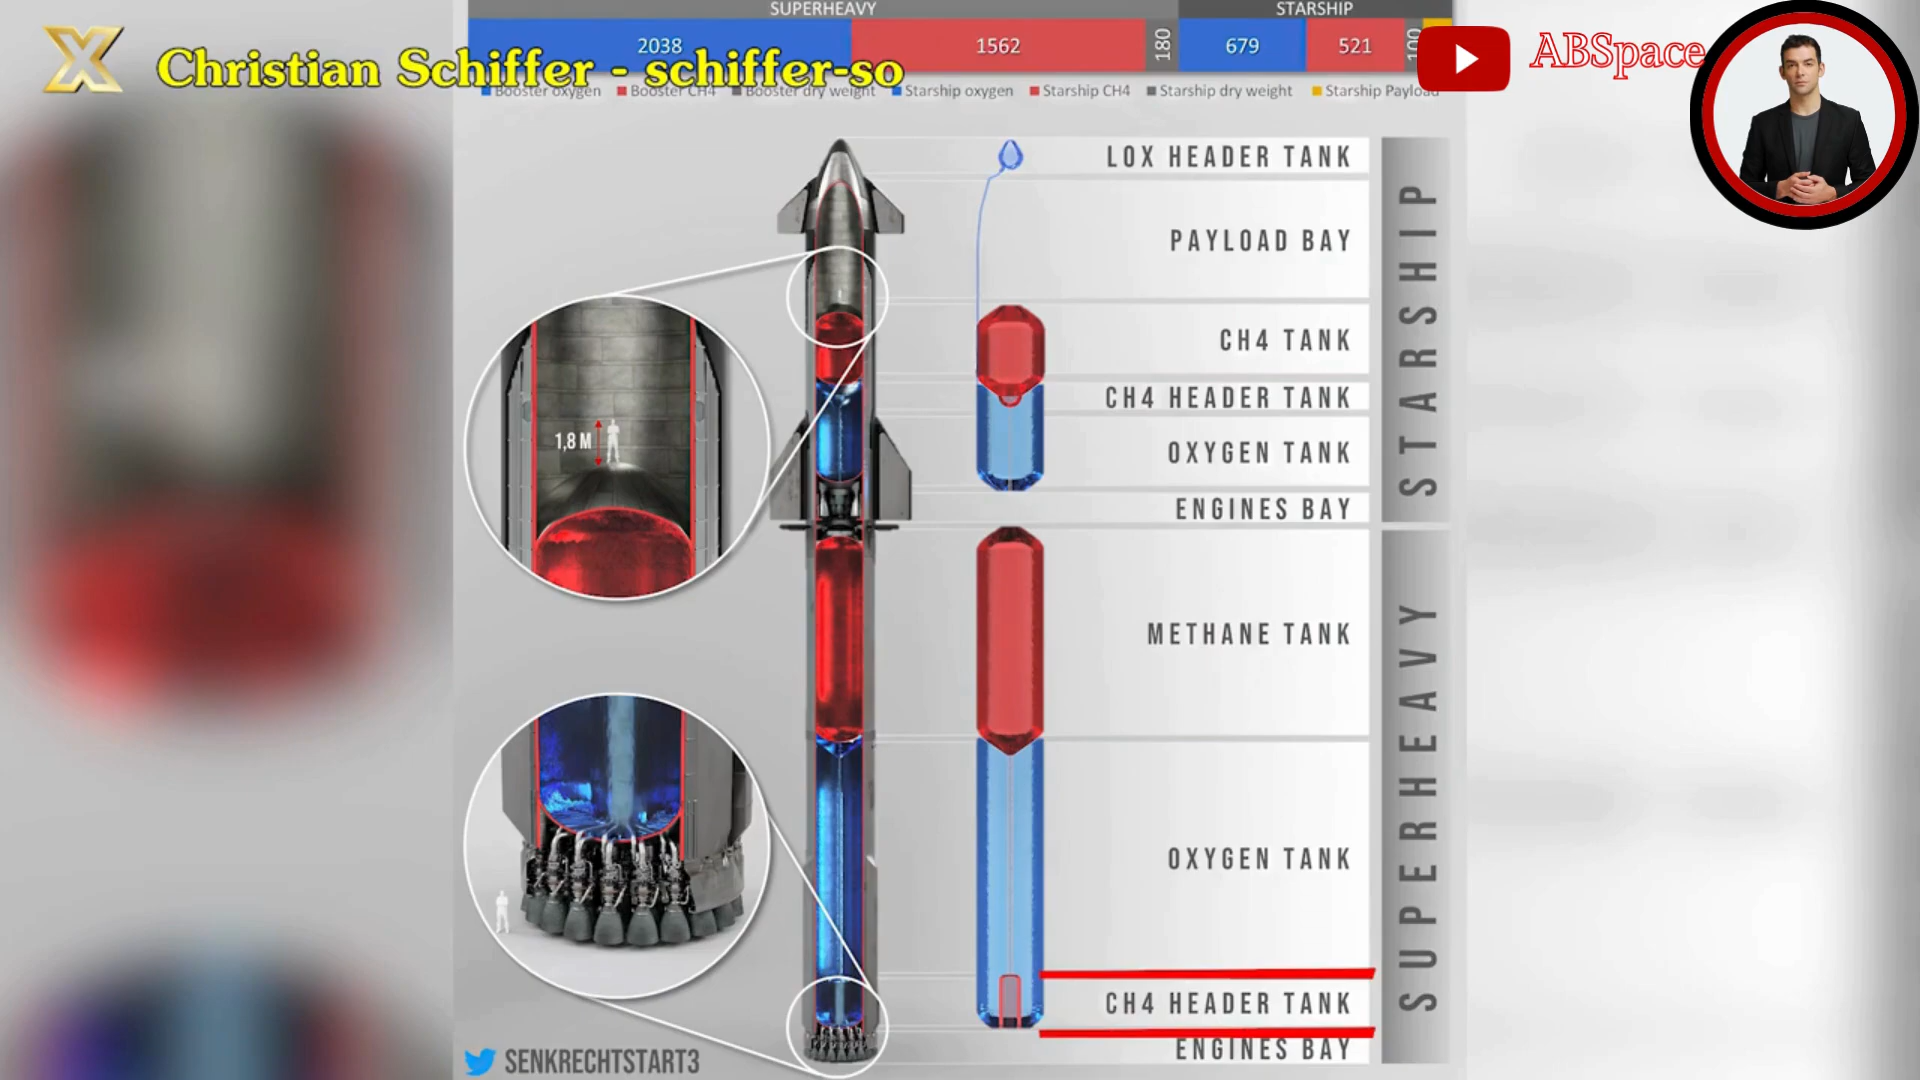 SUPERHEAVY STARSHIP
2038 1562 180 679 521 100
Christian Schiffer - schiffer-so
ABSpace
Booster oxygen Booster CH4 Booster dry weight Starship oxygen Starship CH4 Starship dry weight Starship Payload
LOX HEADER TANK
PAYLOAD BAY
CH4 TANK
CH4 HEADER TANK
OXYGEN TANK
ENGINES BAY
STARSHIP
1,8 M
METHANE TANK
OXYGEN TANK
CH4 HEADER TANK
ENGINES BAY
SUPERHEAVY
SENKRECHTSTART3